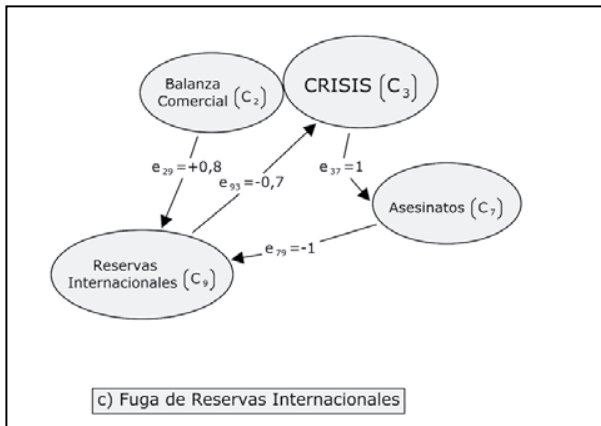 Balanza
Comercial (C₂)
CRISIS (C₃)
e₂₉=+0,8
e₉₃=-0,7
e₃₇=1
Asesinatos (C₇)
e₇₉=-1
Reservas
Internacionales (C₉)
c) Fuga de Reservas Internacionales